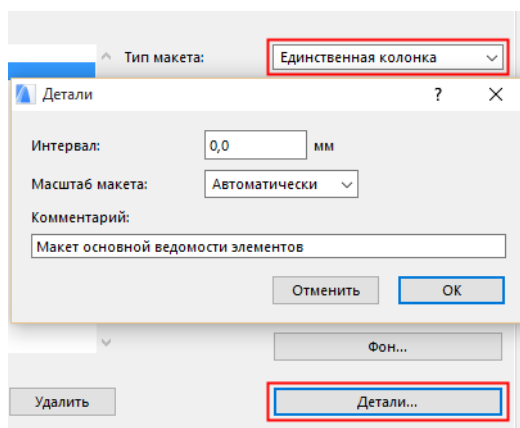 Тип макета: Единственная колонка
Детали ?
Интервал: 0,0 мм
Масштаб макета: Автоматически
Комментарий:
Макет основной ведомости элементов
Отменить OK
Фон...
Удалить Детали...